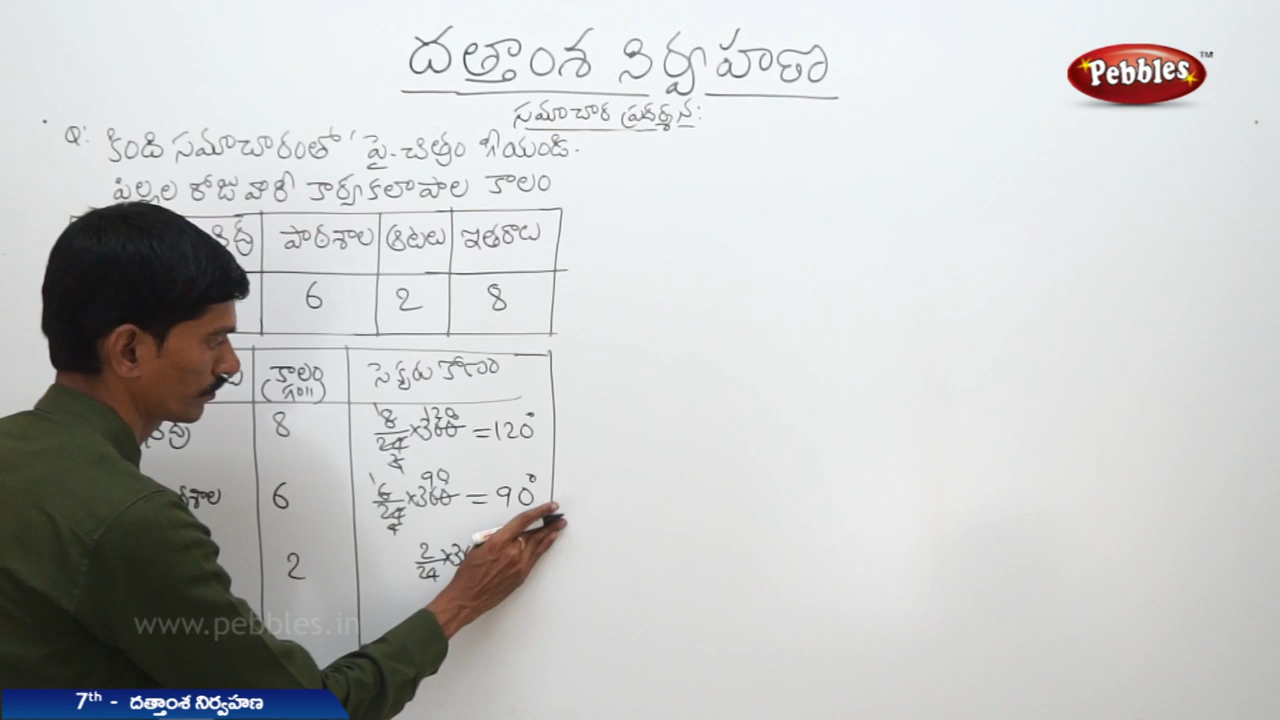 దత్తాంశ నిర్వహణ
Pebbles™
సమాచార ప్రదర్శన:
Q: కింది సమాచారంతో 'పై-చిత్రం గీయండి.
పిల్లల రోజువారీ కార్యకలాపాల కాలం
పాఠశాల ఆటలు ఇతరాలు
6 2 8
కాలం సెక్టరు కోణం
(గం॥)
8 8/24 ×360 =120°
6 6/24 ×360 = 90°
2 2/24
www.pebbles.in
7th - దత్తాంశ నిర్వహణ